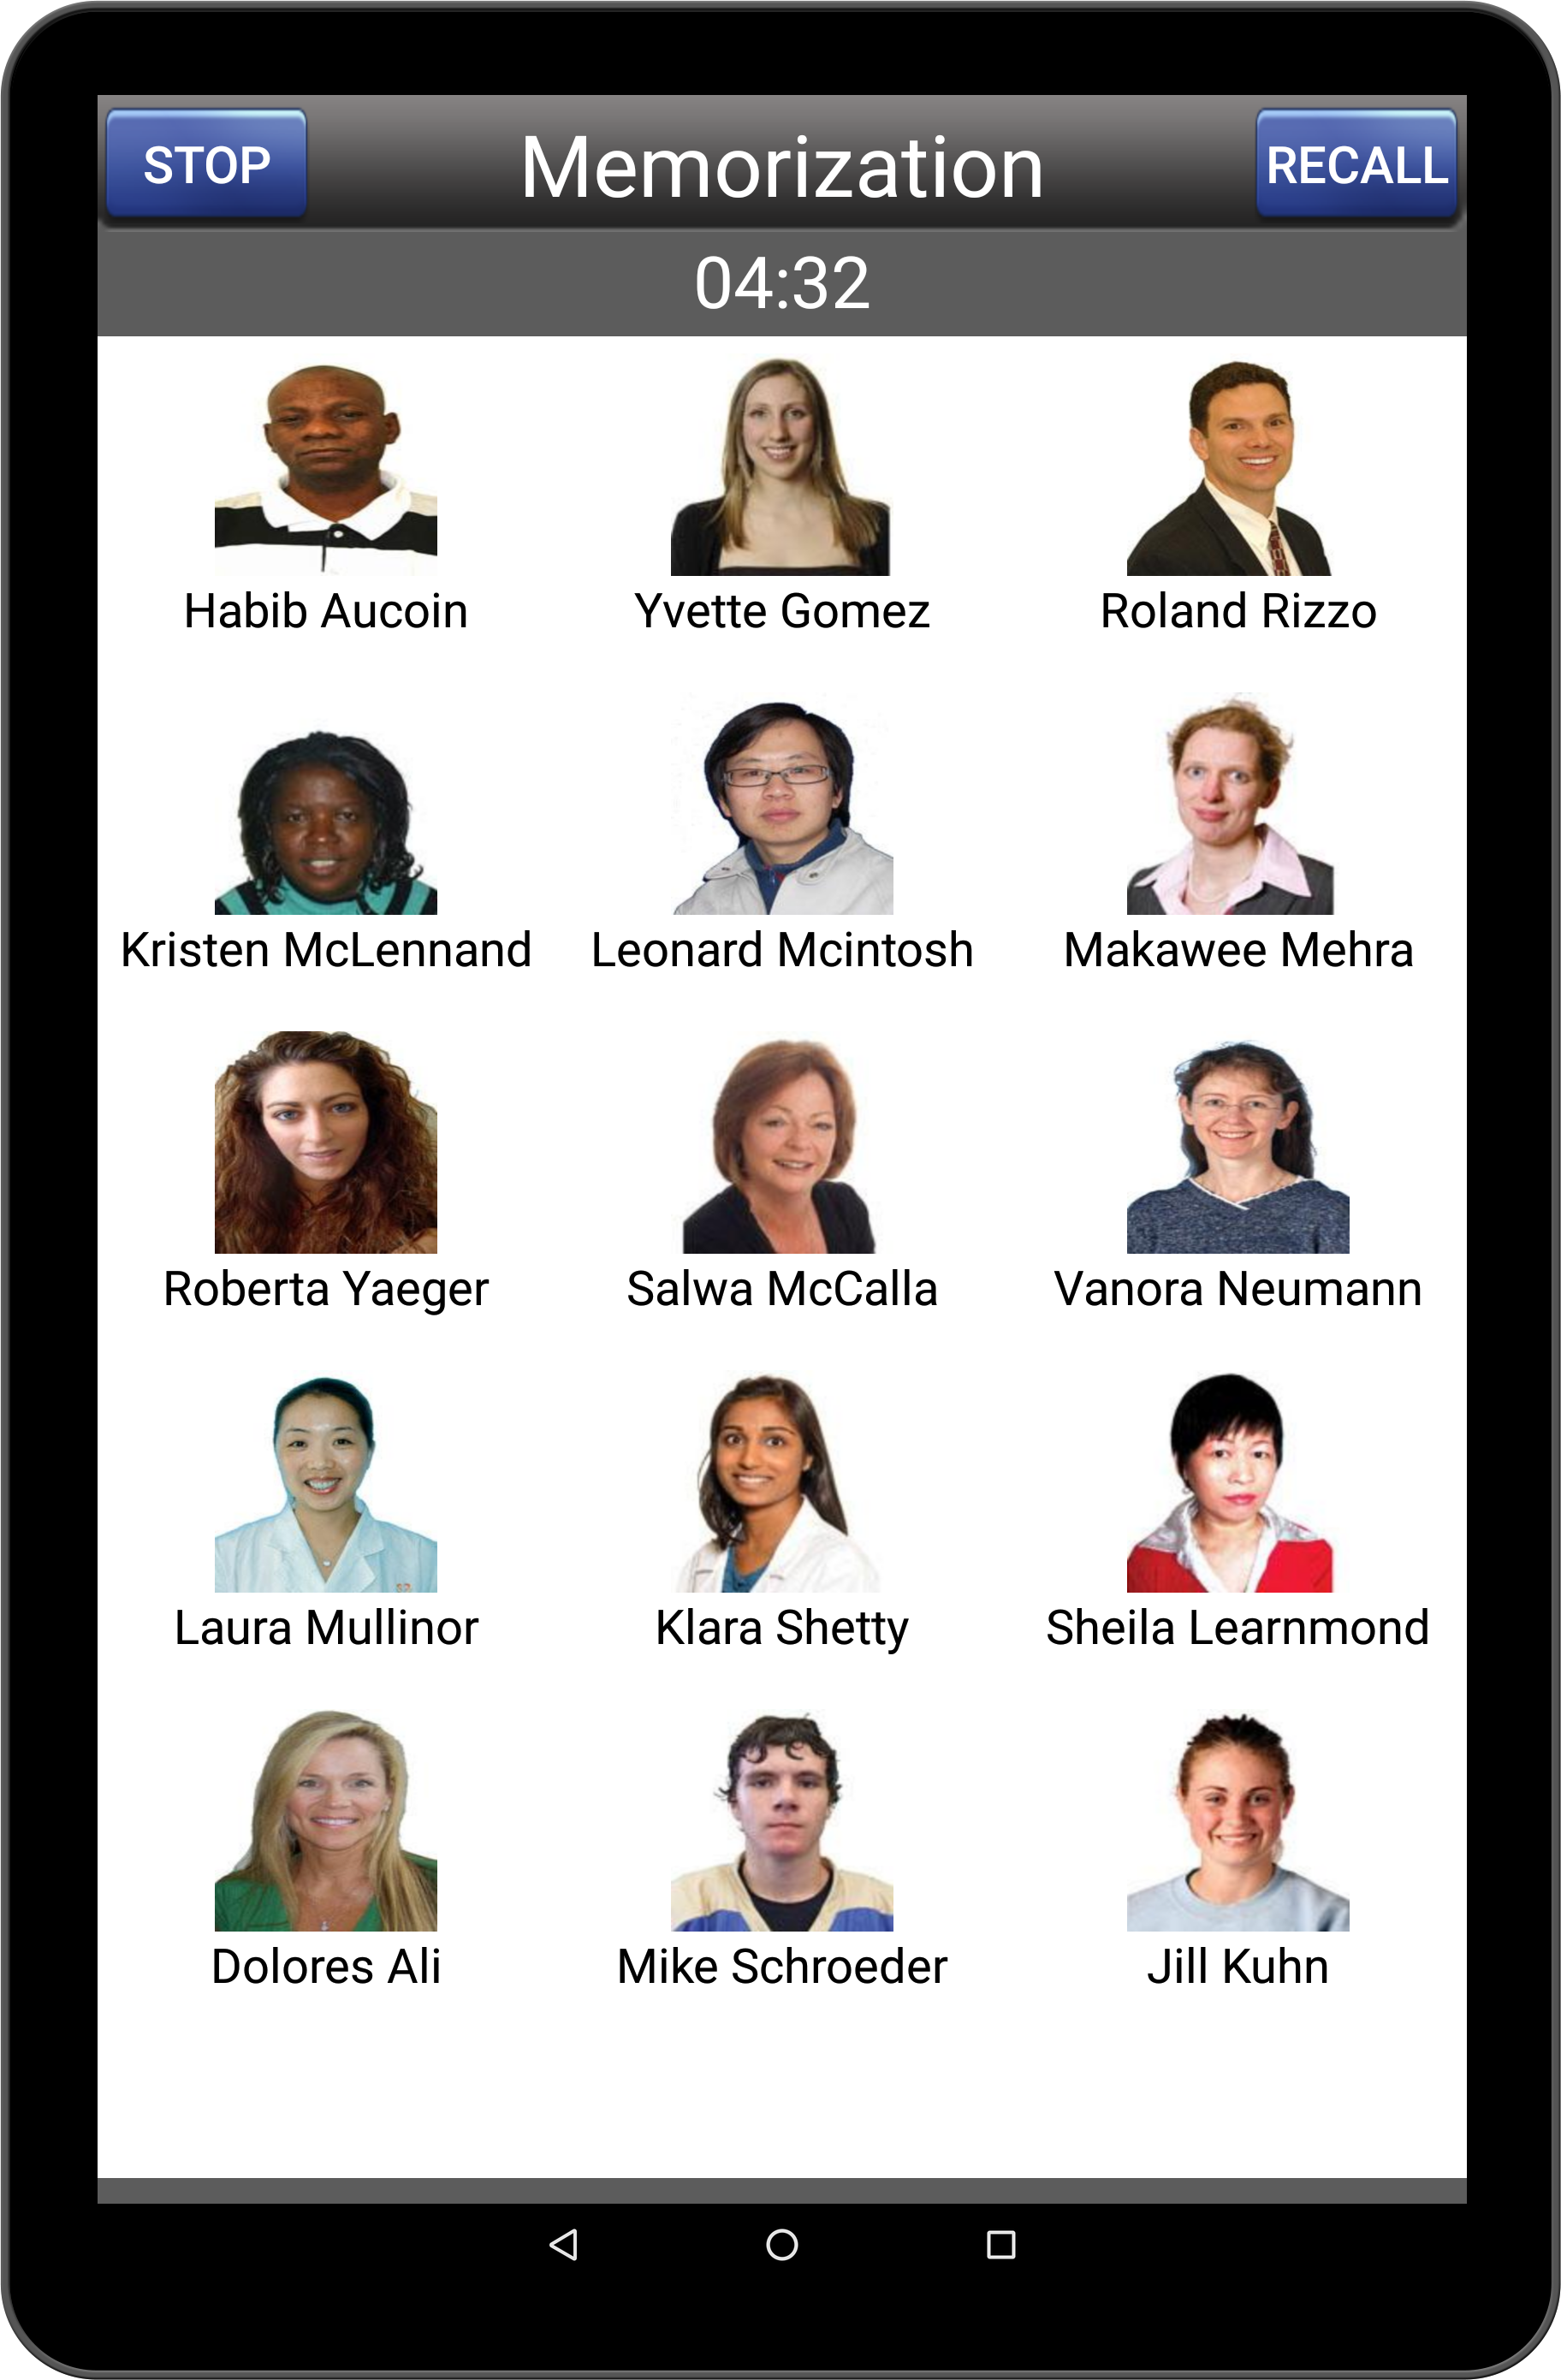 STOP
Memorization
RECALL
04:32
Habib Aucoin
Yvette Gomez
Roland Rizzo
Kristen McLennand
Leonard Mcintosh
Makawee Mehra
Roberta Yaeger
Salwa McCalla
Vanora Neumann
Laura Mullinor
Klara Shetty
Sheila Learnmond
Dolores Ali
Mike Schroeder
Jill Kuhn